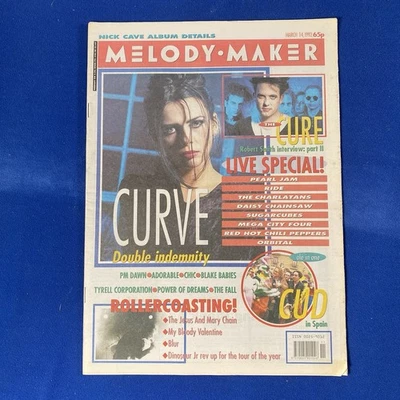 NICK CAVE ALBUM DETAILS
MARCH 14, 1992 65p
MELODY•MAKER
THE
CURE
Robert Smith Interview: part II
LIVE SPECIAL!
PEARL JAM
RIDE
THE CHARLATANS
DAISY CHAINSAW
SUGARCUBES
MEGA CITY FOUR
RED HOT CHILI PEPPERS
ORBITAL
CURVE
Double indemnity
PM DAWN◆ADORABLE◆CHIC◆BLAKE BABIES
TYRELL CORPORATION◆POWER OF DREAMS◆THE FALL
ROLLERCOASTING!
◆The Jesus And Mary Chain
◆My Bloody Valentine
◆Blur
◆Dinosaur Jr rev up for the tour of the year
CUD
in Spain